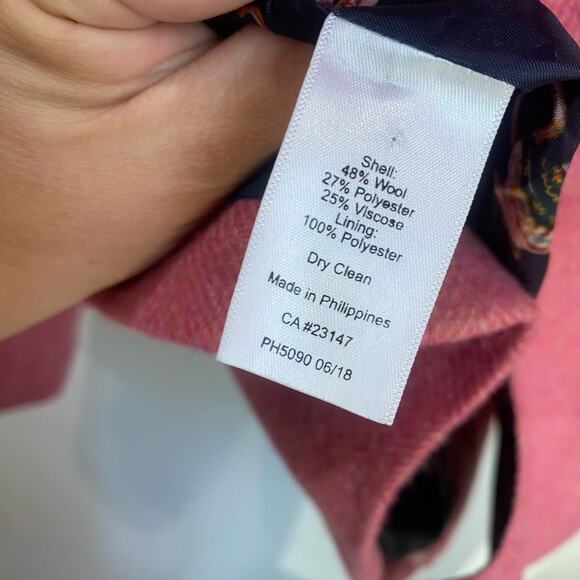 Shell:
48% Wool
27% Polyester
25% Viscose
Lining:
100% Polyester
Dry Clean
Made in Philippines
CA #23147
PH5090 06/18